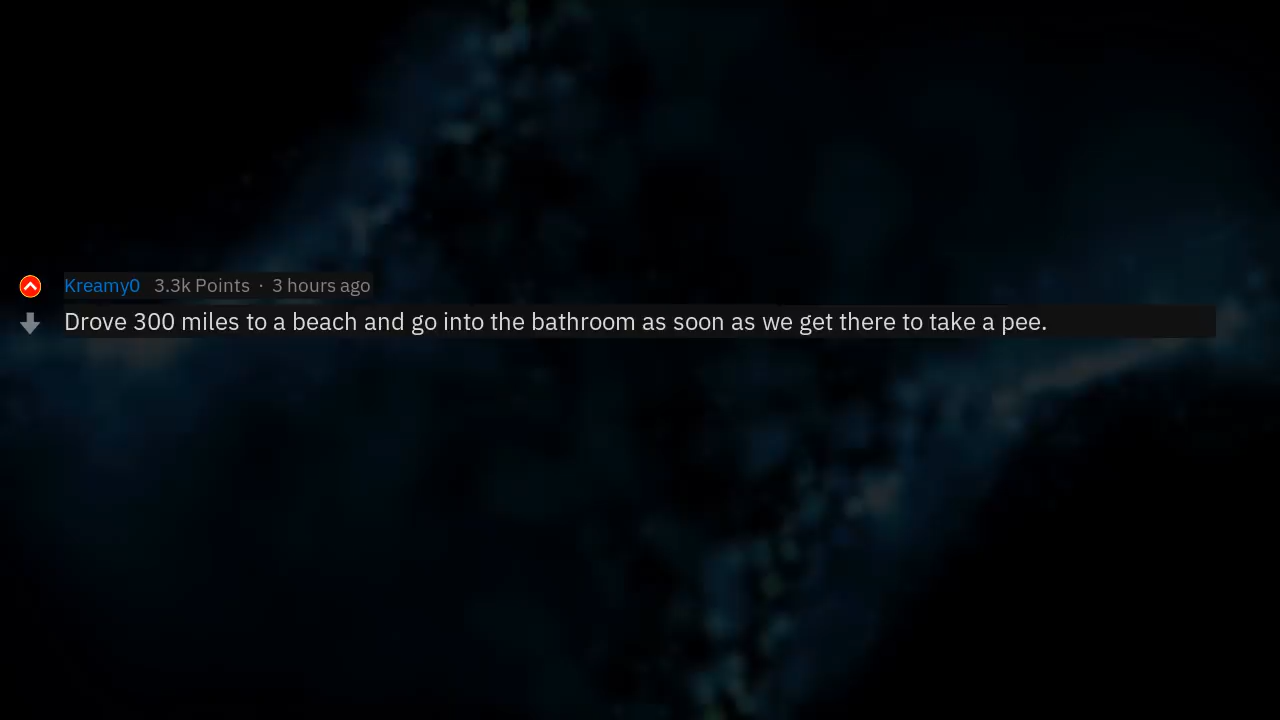 Kreamy0 3.3k Points · 3 hours ago
Drove 300 miles to a beach and go into the bathroom as soon as we get there to take a pee.